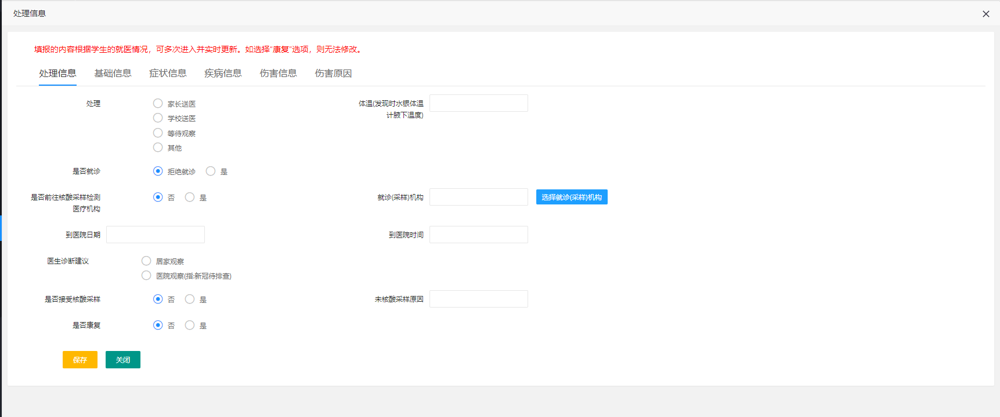 处理信息
填报的内容根据学生的就医情况，可多次进入并实时更新。如选择"康复"选项，则无法修改。
处理信息 基础信息 症状信息 疾病信息 伤害信息 伤害原因
处理 家长送医 体温(发现时水银体温
计腋下温度)
学校送医
等待观察
其他
是否就诊 拒绝就诊 是
是否前往核酸采样检测 否 是 就诊(采样)机构 选择就诊(采样)机构
医疗机构
到医院日期 到医院时间
医生诊断建议 居家观察
医院观察(指:新冠待排查)
是否接受核酸采样 否 是 未核酸采样原因
是否康复 否 是
保存 关闭